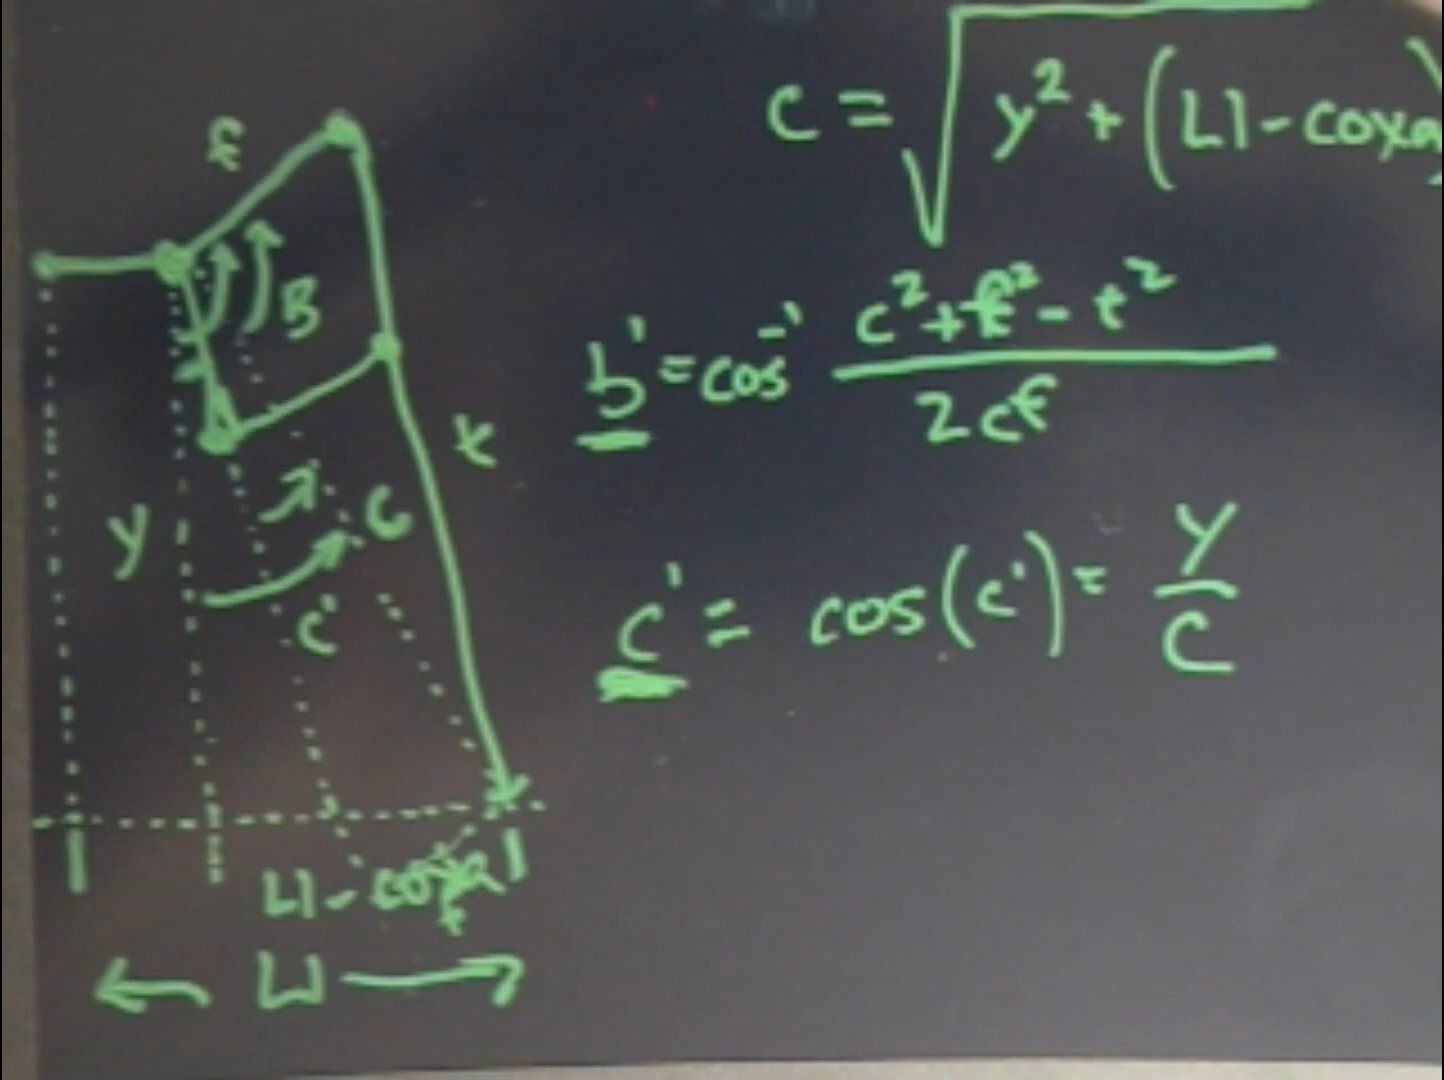 c = √ y² + (L1 - coxa)
f
B
b' = cos⁻¹ c² + f² - t² / 2cf
t
y
c
c'
c' = cos(c') = y / c
L1 - coxa
L1